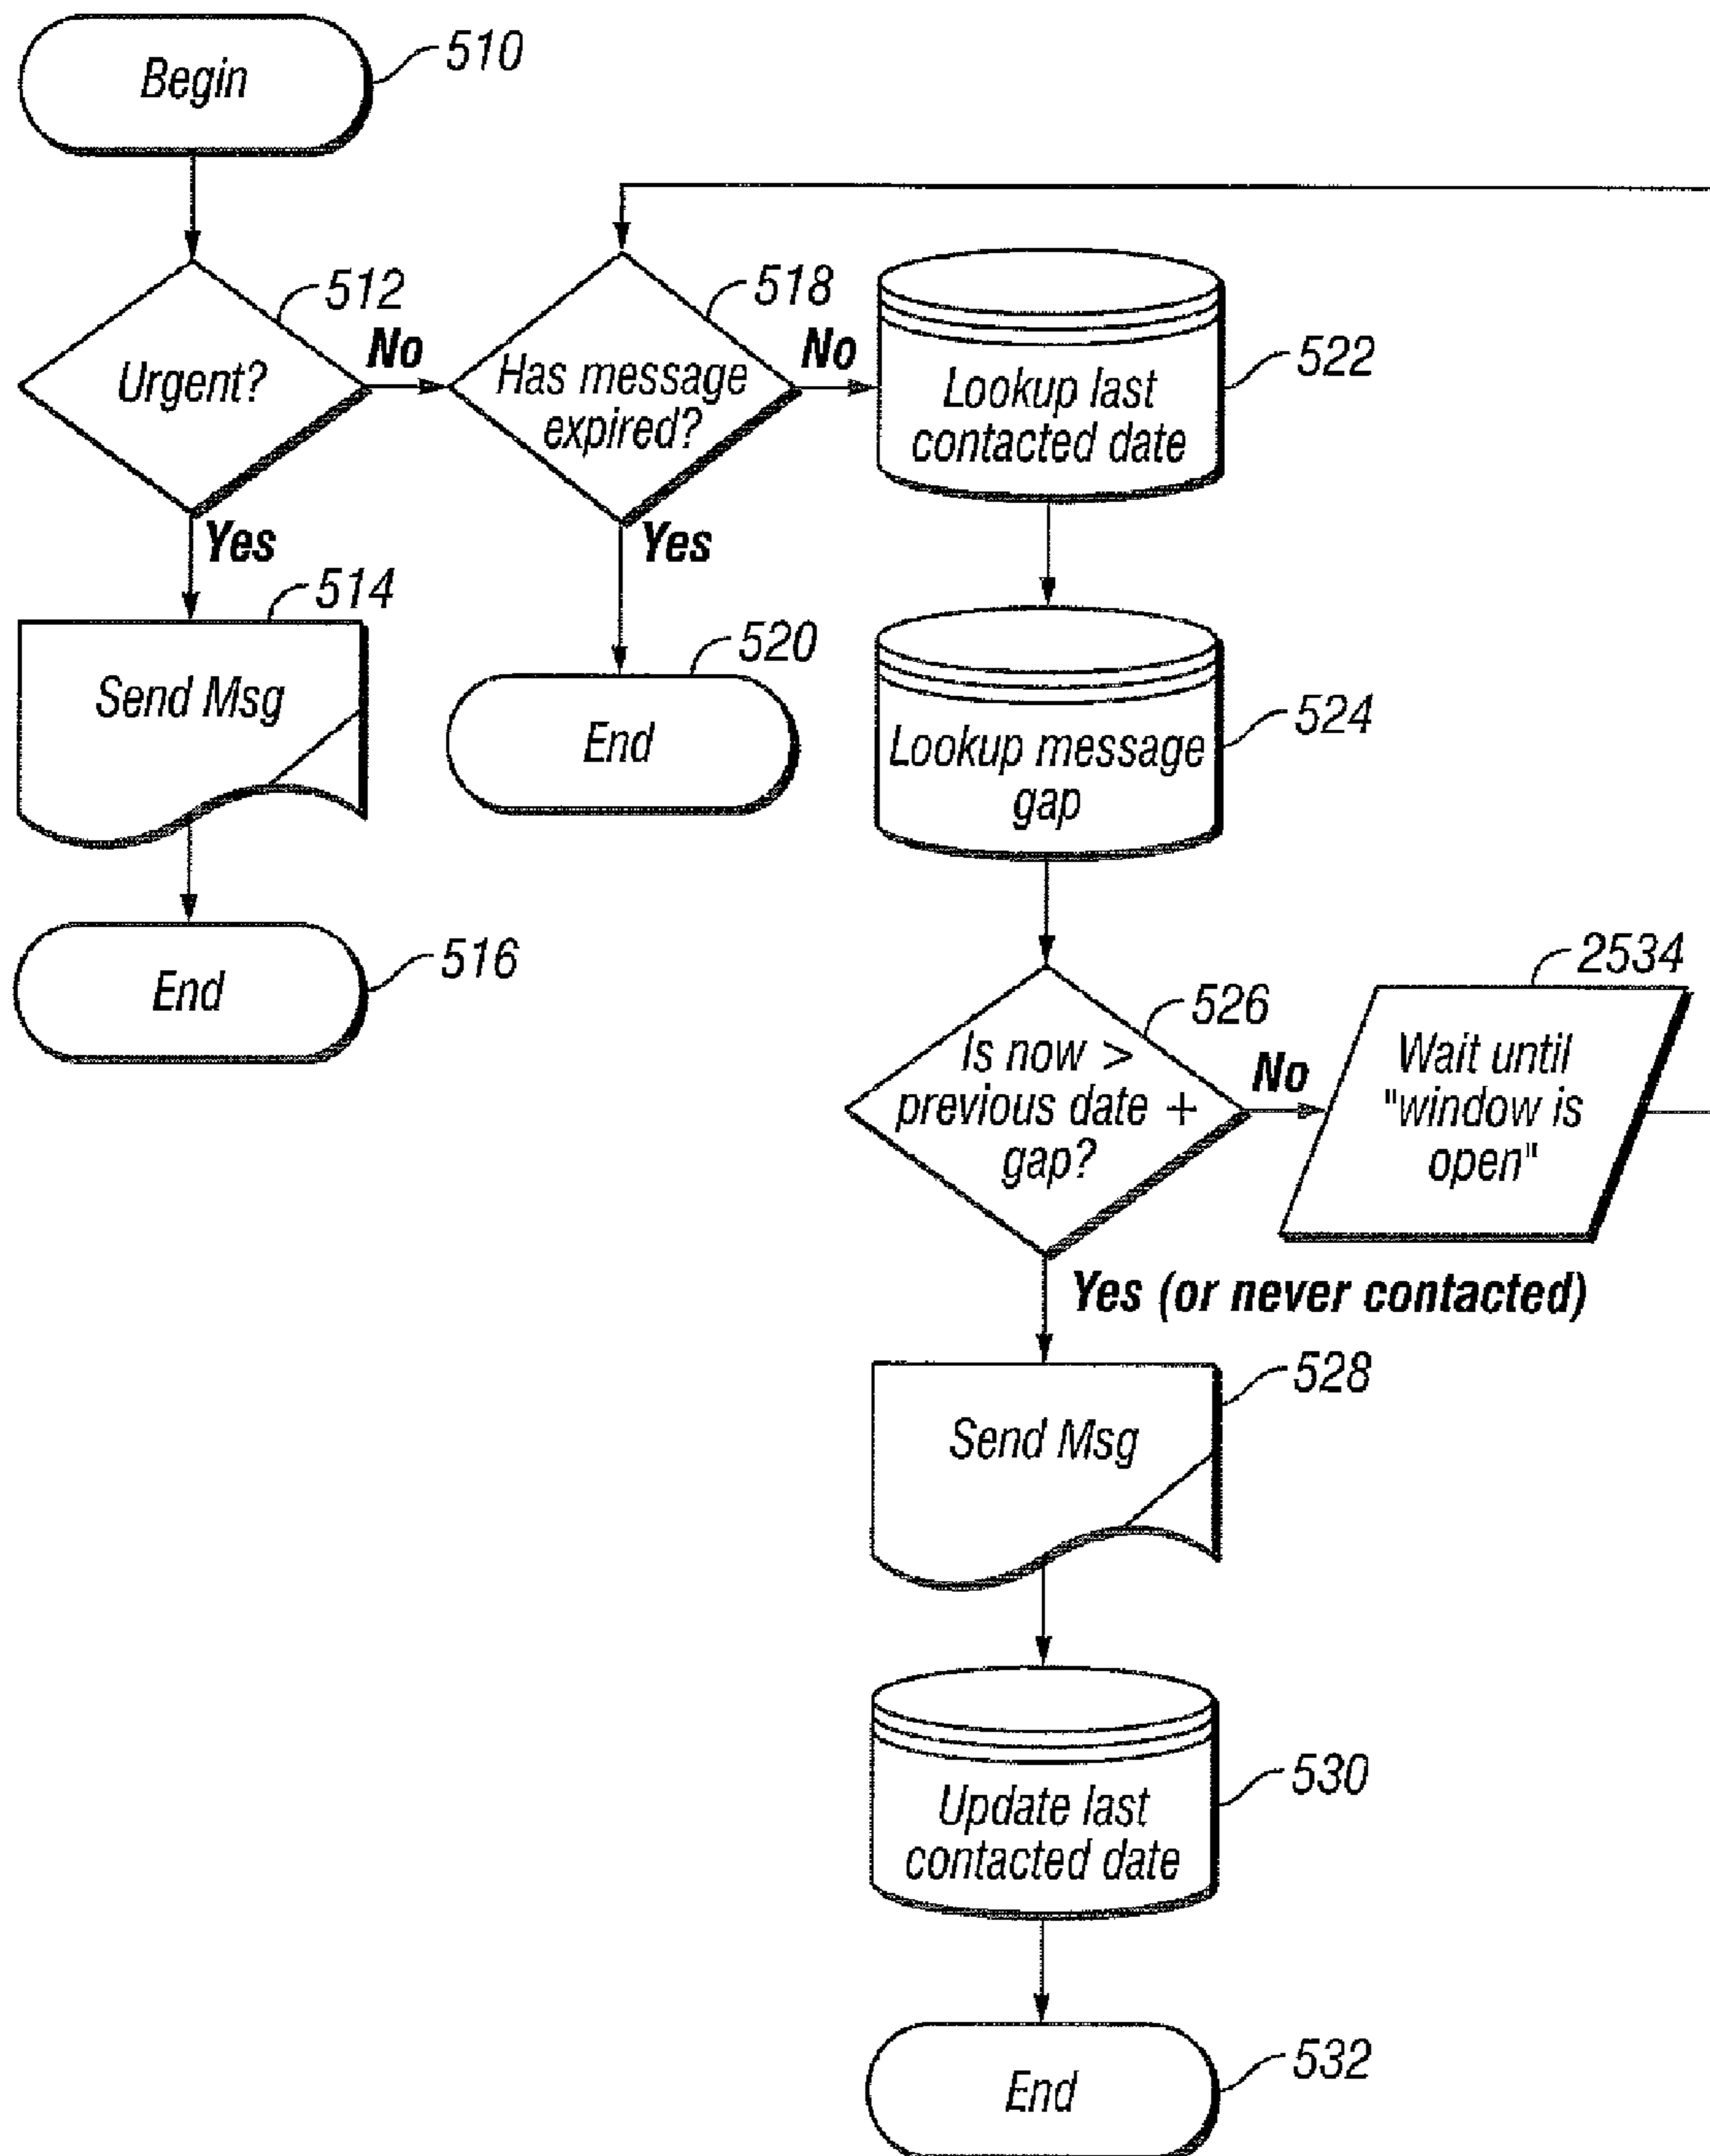 Begin
510
Urgent?
512
No
Yes
Send Msg
514
End
516
Has message
expired?
518
No
Yes
End
520
Lookup last
contacted date
522
Lookup message
gap
524
Is now >
previous date +
gap?
526
No
Wait until
"window is
open"
2534
Yes (or never contacted)
Send Msg
528
Update last
contacted date
530
End
532